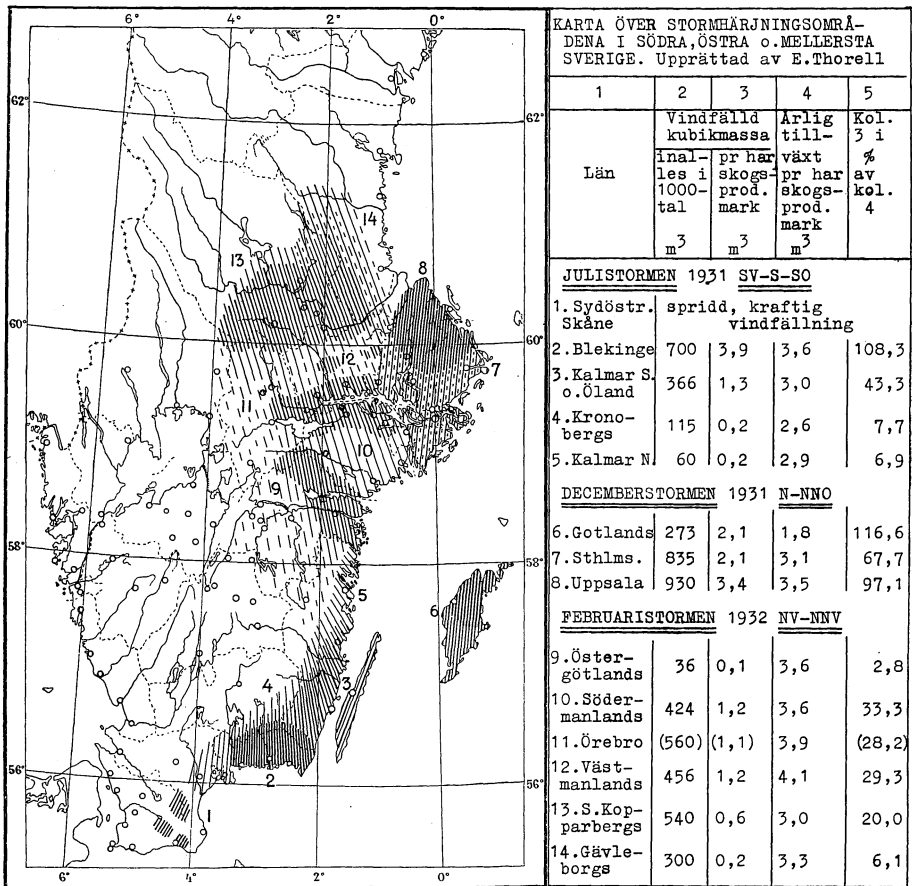 6° 4° 2° 0°
62° 62°
14
13
8
60° 60°
12
7
11
10
9
58° 58°
5
6
4
3
56° 56°
2
1
6° 4° 2° 0°
KARTA ÖVER STORMHÄRJNINGSOMRÅ-
DENA I SÖDRA,ÖSTRA o.MELLERSTA
SVERIGE. Upprättad av E.Thorell
1 2 3 4 5
Län
Vindfälld
kubikmassa
inal-
les i
1000-
tal
m³
pr har
skogs-
prod.
mark
m³
Årlig
till-
växt
pr har
skogs-
prod.
mark
m³
Kol.
3 i
%
av
kol.
4
JULISTORMEN 1931 SV-S-SO
1.Sydöstr. spridd, kraftig
Skåne vindfällning
2.Blekinge 700 3,9 3,6 108,3
3.Kalmar S.
o.Öland 366 1,3 3,0 43,3
4.Krono-
bergs 115 0,2 2,6 7,7
5.Kalmar N. 60 0,2 2,9 6,9
DECEMBERSTORMEN 1931 N-NNO
6.Gotlands 273 2,1 1,8 116,6
7.Sthlms. 835 2,1 3,1 67,7
8.Uppsala 930 3,4 3,5 97,1
FEBRUARISTORMEN 1932 NV-NNV
9.Öster-
götlands 36 0,1 3,6 2,8
10.Söder-
manlands 424 1,2 3,6 33,3
11.Örebro (560) (1,1) 3,9 (28,2)
12.Väst-
manlands 456 1,2 4,1 29,3
13.S.Kop-
parbergs 540 0,6 3,0 20,0
14.Gävle-
borgs 300 0,2 3,3 6,1